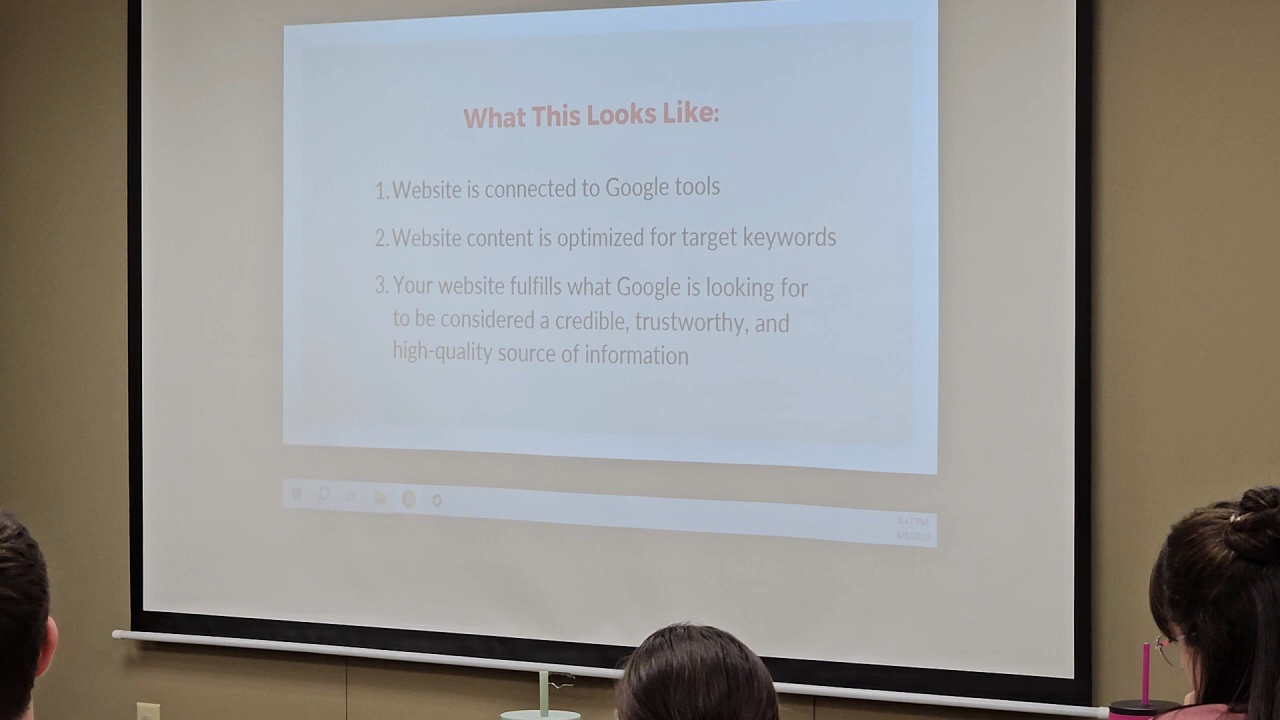 What This Looks Like:
1. Website is connected to Google tools
2. Website content is optimized for target keywords
3. Your website fulfills what Google is looking for
to be considered a credible, trustworthy, and
high-quality source of information